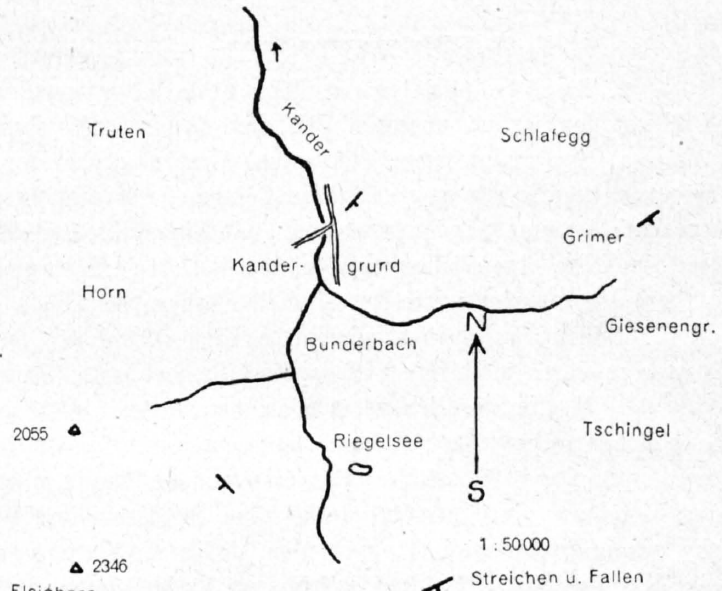 Kander
Truten
Schlafegg
Grimer
Kander- grund
Horn
N
Giesenengr.
Bunderbach
2055
Tschingel
Riegelsee
S
1:50000
2346
Streichen u. Fallen